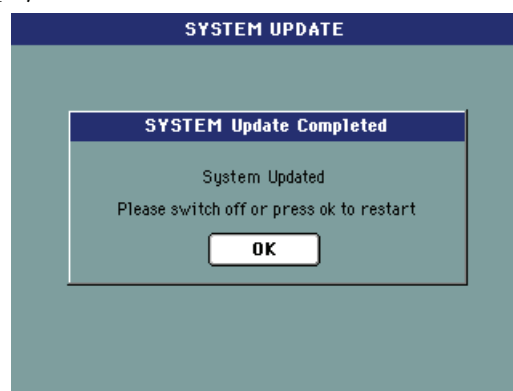 SYSTEM UPDATE
SYSTEM Update Completed
System Updated
Please switch off or press ok to restart
OK